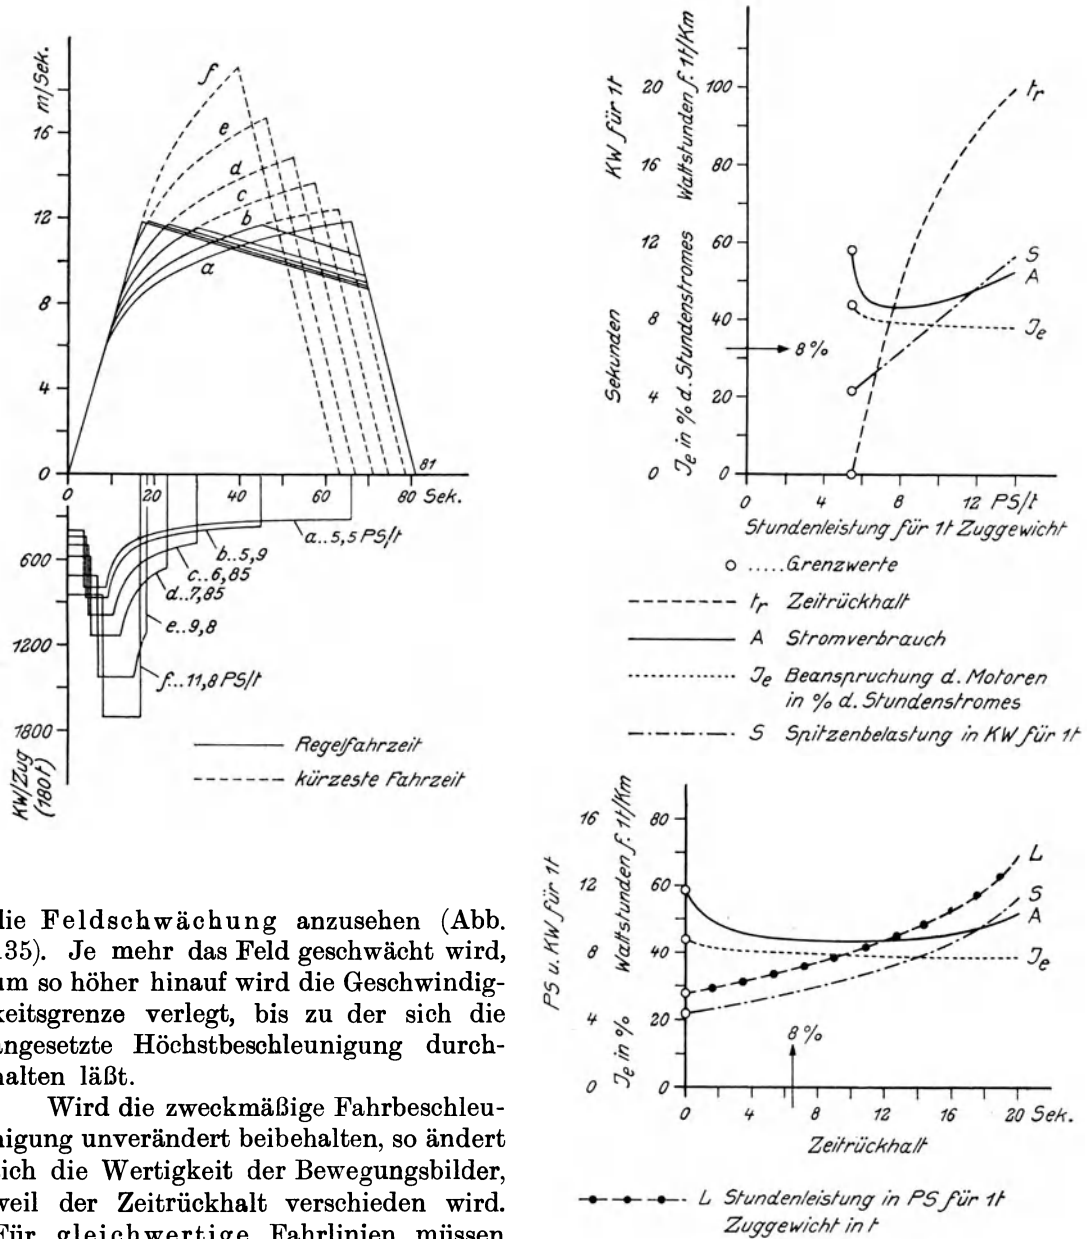 m/Sek.
16
12
8
4
0
f
e
d
c
b
a
81
0 20 40 60 80 Sek.
600
1200
1800
KW/Zug
(180t)
a..5,5 PS/t
b..5,9
c..6,85
d..7,85
e..9,8
f...11,8 PS/t
Regelfahrzeit
kürzeste Fahrzeit
KW für 1t
Sekunden
20
16
12
8
4
0
Wattstunden f. 1t/Km
Je in % d. Stundenstromes
100
80
60
40
20
0
tr
S
A
Je
8%
0 4 8 12 PS/t
Stundenleistung für 1t Zuggewicht
o .....Grenzwerte
tr Zeitrückhalt
A Stromverbrauch
Je Beanspruchung d. Motoren
in % d. Stundenstromes
S Spitzenbelastung in KW für 1t
PS u. KW für 1t
16
12
8
4
0
Wattstunden f. 1t/Km
Je in %
80
60
40
20
0
L
S
A
Je
8%
0 4 8 12 16 20 Sek.
Zeitrückhalt
L Stundenleistung in PS für 1t
Zuggewicht in t
die Feldschwächung anzusehen (Abb.
135). Je mehr das Feld geschwächt wird,
um so höher hinauf wird die Geschwindig-
keitsgrenze verlegt, bis zu der sich die
angesetzte Höchstbeschleunigung durch-
halten läßt.
Wird die zweckmäßige Fahrbeschleu-
nigung unverändert beibehalten, so ändert
sich die Wertigkeit der Bewegungsbilder,
weil der Zeitrückhalt verschieden wird.
Für gleichwertige Fahrlinien müssen